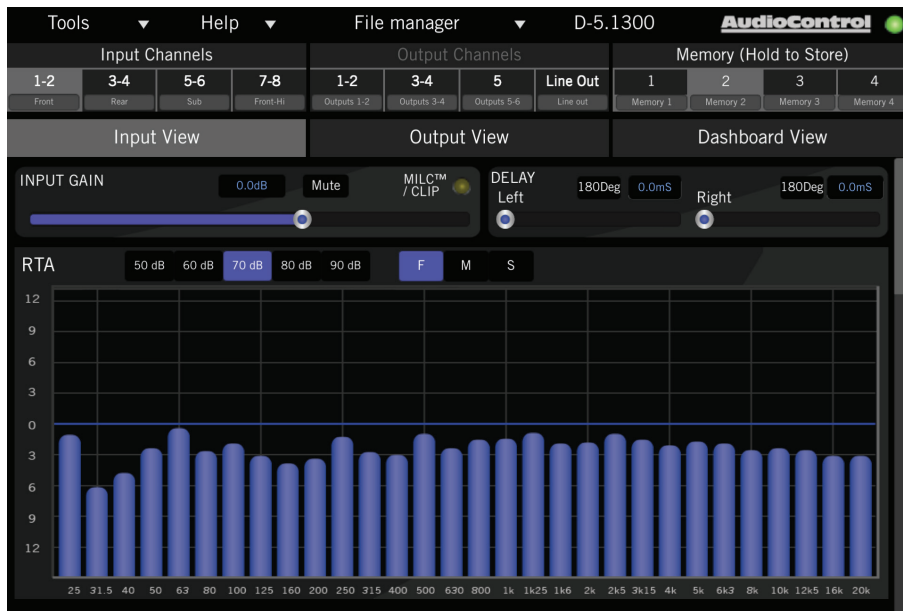 Tools ▼ Help ▼ File manager ▼ D-5.1300 AudioControl
Input Channels Output Channels Memory (Hold to Store)
1-2 3-4 5-6 7-8 1-2 3-4 5 Line Out 1 2 3 4
Front Rear Sub Front-Hi Outputs 1-2 Outputs 3-4 Outputs 5-6 Line out Memory 1 Memory 2 Memory 3 Memory 4
Input View Output View Dashboard View
INPUT GAIN 0.0dB Mute MILC™ / CLIP
DELAY
Left 180Deg 0.0mS Right 180Deg 0.0mS
RTA 50 dB 60 dB 70 dB 80 dB 90 dB F M S
12
9
6
3
0
3
6
9
12
25 31.5 40 50 63 80 100 125 160 200 250 315 400 500 630 800 1k 1k25 1k6 2k 2k5 3k15 4k 5k 6k3 8k 10k 12k5 16k 20k